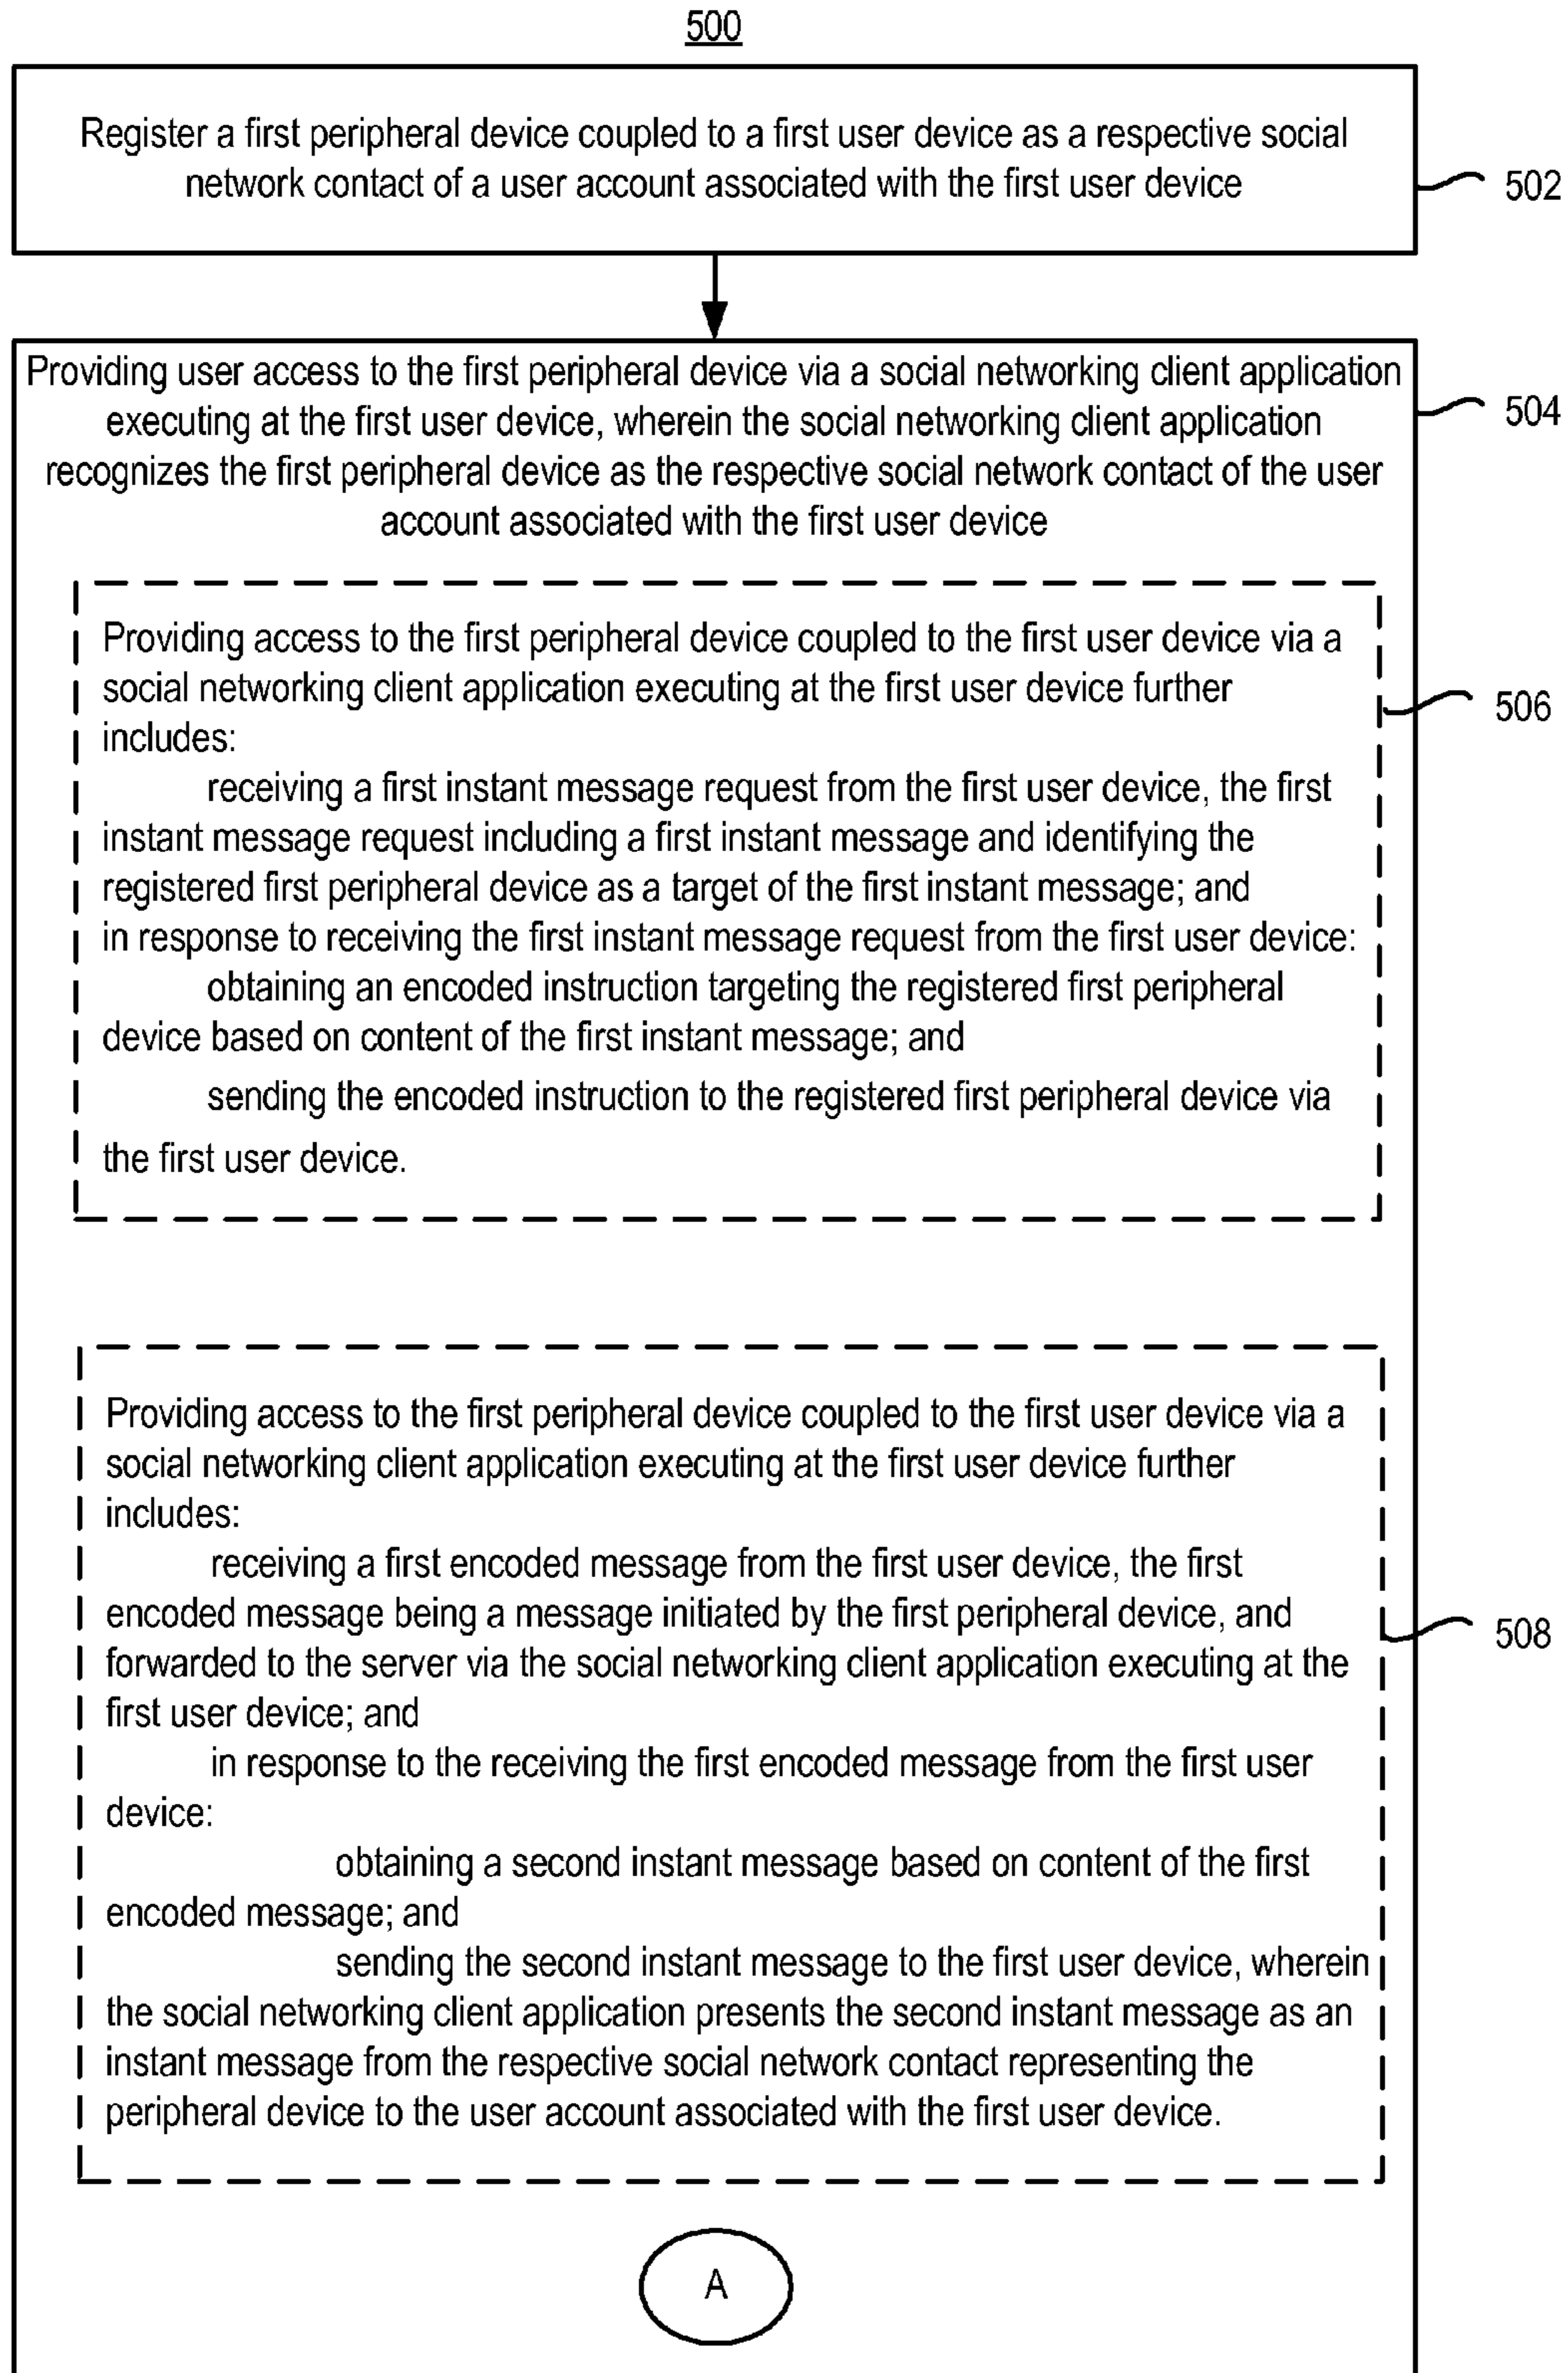 500
Register a first peripheral device coupled to a first user device as a respective social
network contact of a user account associated with the first user device
502
Providing user access to the first peripheral device via a social networking client application
executing at the first user device, wherein the social networking client application
recognizes the first peripheral device as the respective social network contact of the user
account associated with the first user device
504
Providing access to the first peripheral device coupled to the first user device via a
social networking client application executing at the first user device further
includes:
receiving a first instant message request from the first user device, the first
instant message request including a first instant message and identifying the
registered first peripheral device as a target of the first instant message; and
in response to receiving the first instant message request from the first user device:
obtaining an encoded instruction targeting the registered first peripheral
device based on content of the first instant message; and
sending the encoded instruction to the registered first peripheral device via
the first user device.
506
Providing access to the first peripheral device coupled to the first user device via a
social networking client application executing at the first user device further
includes:
receiving a first encoded message from the first user device, the first
encoded message being a message initiated by the first peripheral device, and
forwarded to the server via the social networking client application executing at the
first user device; and
in response to the receiving the first encoded message from the first user
device:
obtaining a second instant message based on content of the first
encoded message; and
sending the second instant message to the first user device, wherein
the social networking client application presents the second instant message as an
instant message from the respective social network contact representing the
peripheral device to the user account associated with the first user device.
508
A